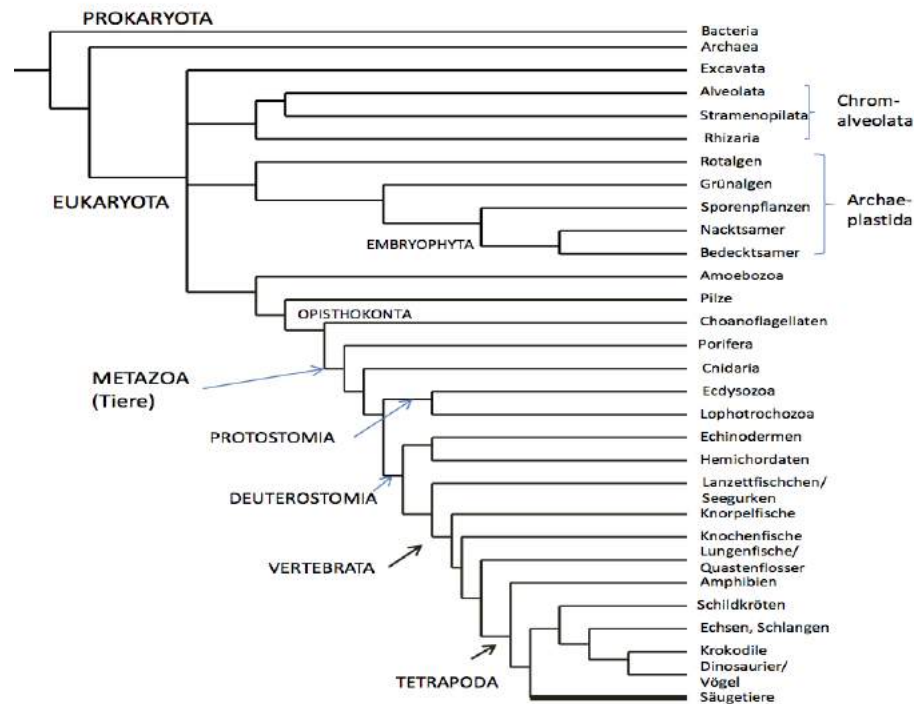 PROKARYOTA
Bacteria
Archaea
Excavata
Alveolata
Stramenopilata
Rhizaria
Chrom-
alveolata
EUKARYOTA
Rotalgen
Grünalgen
Sporenpflanzen
Nacktsamer
Bedecktsamer
EMBRYOPHYTA
Archae-
plastida
Amoebozoa
Pilze
OPISTHOKONTA
Choanoflagellaten
Porifera
METAZOA
(Tiere)
Cnidaria
Ecdysozoa
Lophotrochozoa
PROTOSTOMIA
Echinodermen
Hemichordaten
DEUTEROSTOMIA
Lanzettfischchen/
Seegurken
Knorpelfische
Knochenfische
VERTEBRATA
Lungenfische/
Quastenflosser
Amphibien
Schildkröten
Echsen, Schlangen
Krokodile
TETRAPODA
Dinosaurier/
Vögel
Säugetiere